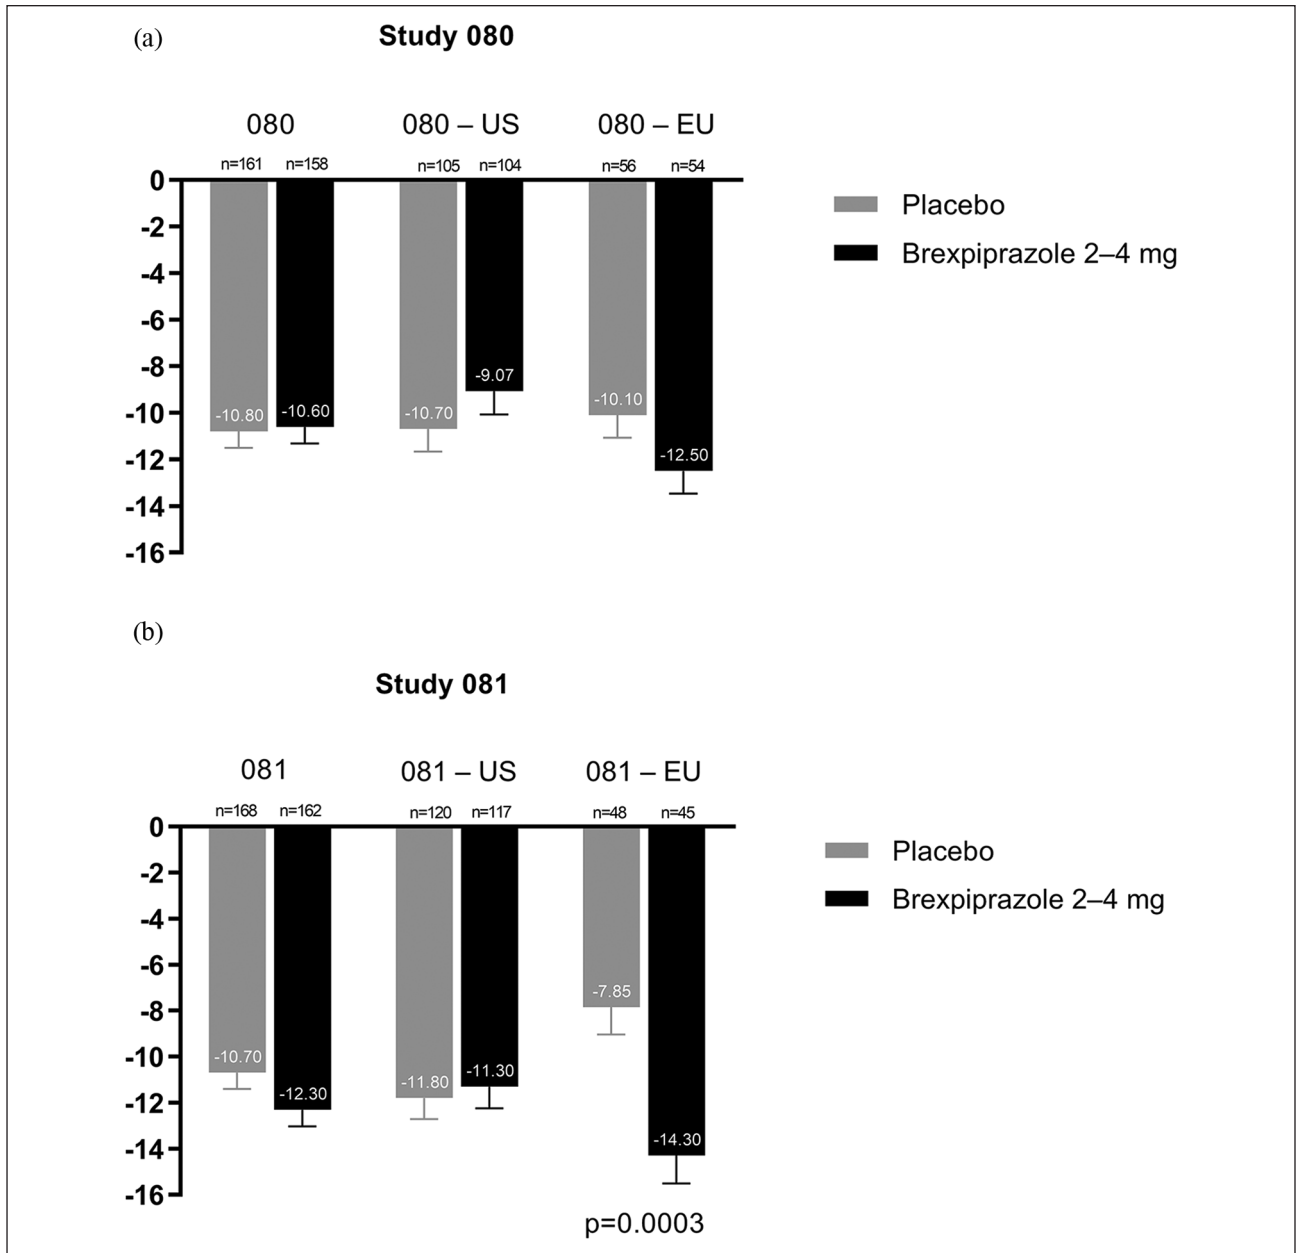 (a)
Study 080
080 080 – US 080 – EU
n=161 n=158 n=105 n=104 n=56 n=54
0
-2
-4
-6
-8
-10
-12
-14
-16
-10.80 -10.60 -10.70 -9.07 -10.10 -12.50
Placebo
Brexpiprazole 2–4 mg
(b)
Study 081
081 081 – US 081 – EU
n=168 n=162 n=120 n=117 n=48 n=45
0
-2
-4
-6
-8
-10
-12
-14
-16
-10.70 -12.30 -11.80 -11.30 -7.85 -14.30
Placebo
Brexpiprazole 2–4 mg
p=0.0003